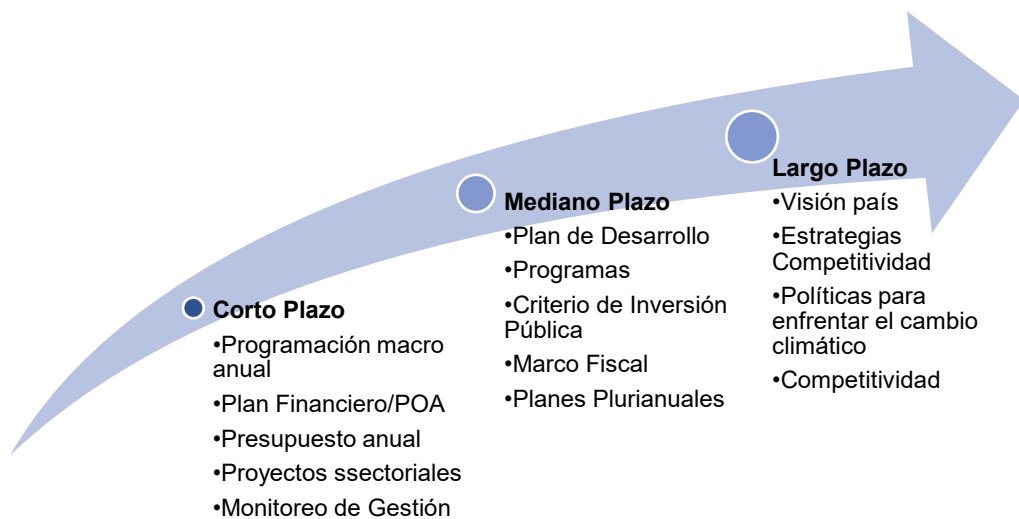 Corto Plazo
•Programación macro
anual
•Plan Financiero/POA
•Presupuesto anual
•Proyectos ssectoriales
•Monitoreo de Gestión
Mediano Plazo
•Plan de Desarrollo
•Programas
•Criterio de Inversión
Pública
•Marco Fiscal
•Planes Plurianuales
Largo Plazo
•Visión país
•Estrategias
Competitividad
•Políticas para
enfrentar el cambio
climático
•Competitividad